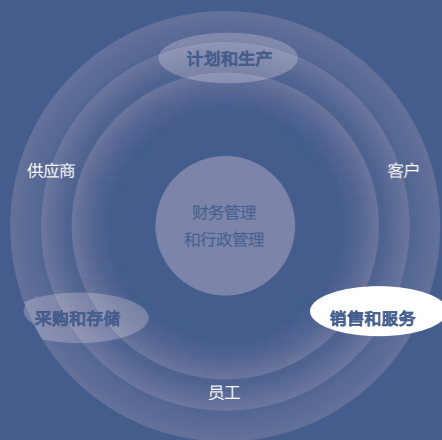 计划和生产
供应商
客户
财务管理
和行政管理
采购和存储
销售和服务
员工